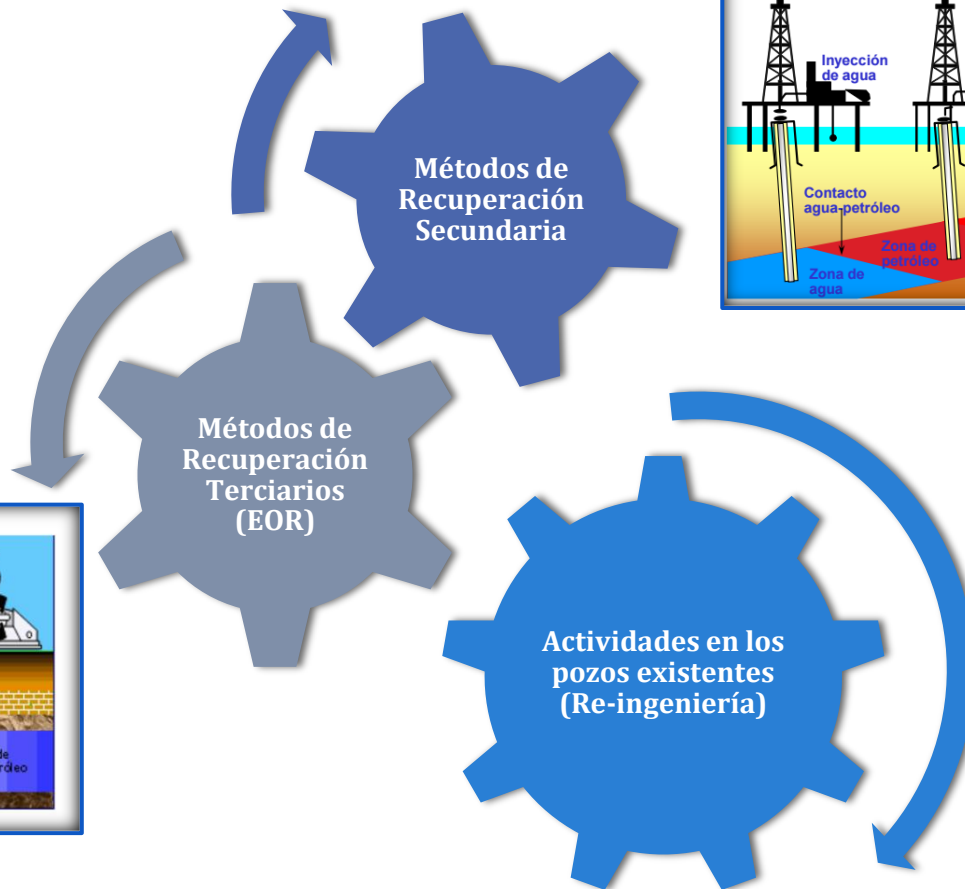 Inyección
de agua
Contacto
agua-petróleo
Zona de
petróleo
Zona de
agua
Métodos de
Recuperación
Secundaria
Métodos de
Recuperación
Terciarios
(EOR)
Actividades en los
pozos existentes
(Re-ingeniería)